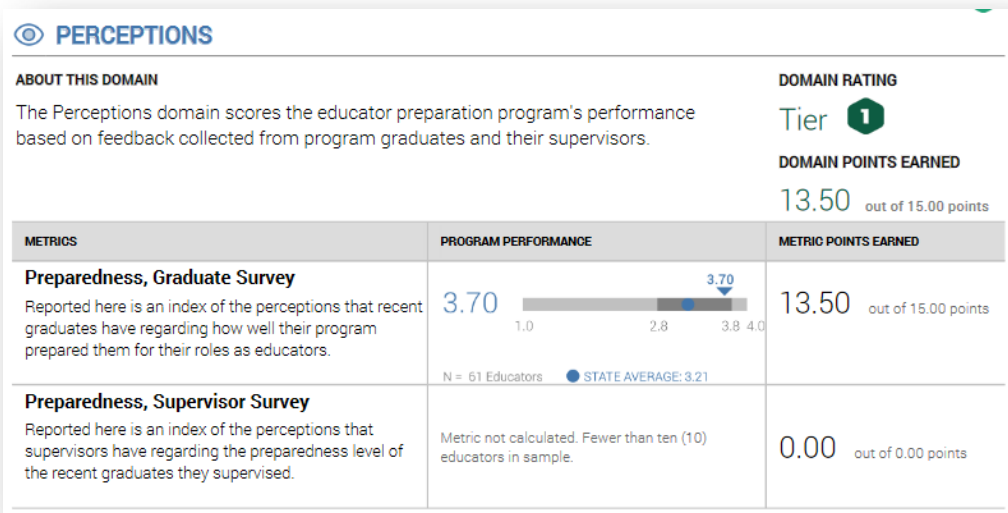 PERCEPTIONS
ABOUT THIS DOMAIN
The Perceptions domain scores the educator preparation program's performance
based on feedback collected from program graduates and their supervisors.
DOMAIN RATING
Tier 1
DOMAIN POINTS EARNED
13.50 out of 15.00 points
METRICS PROGRAM PERFORMANCE METRIC POINTS EARNED
Preparedness, Graduate Survey
Reported here is an index of the perceptions that recent
graduates have regarding how well their program
prepared them for their roles as educators.
3.70
3.70
1.0 2.8 3.8 4.0
N = 61 Educators STATE AVERAGE: 3.21
13.50 out of 15.00 points
Preparedness, Supervisor Survey
Reported here is an index of the perceptions that
supervisors have regarding the preparedness level of
the recent graduates they supervised.
Metric not calculated. Fewer than ten (10)
educators in sample.
0.00 out of 0.00 points